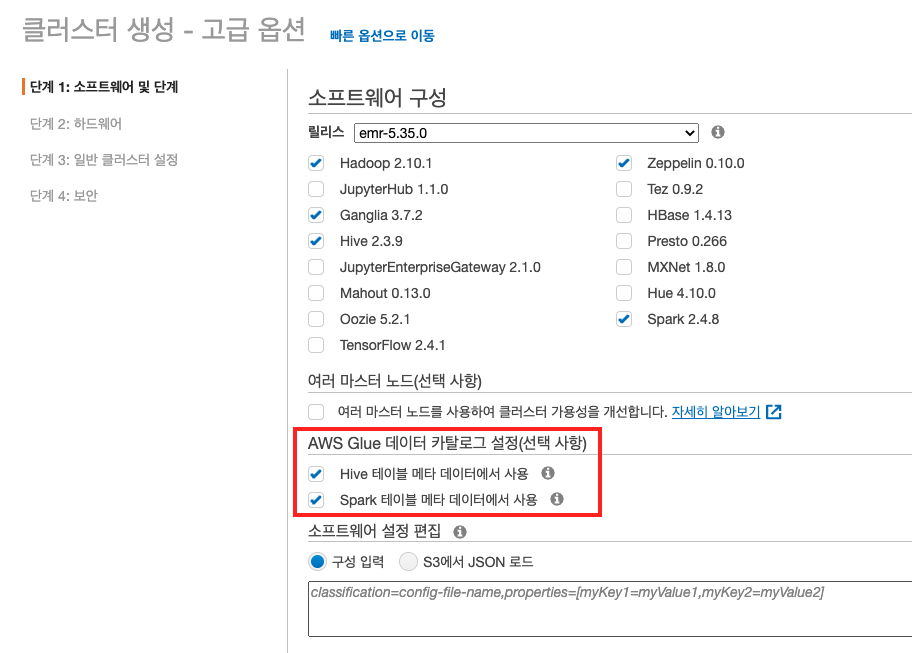 클러스터 생성 - 고급 옵션 빠른 옵션으로 이동
단계 1: 소프트웨어 및 단계
단계 2: 하드웨어
단계 3: 일반 클러스터 설정
단계 4: 보안
소프트웨어 구성
릴리스 emr-5.35.0
Hadoop 2.10.1 Zeppelin 0.10.0
JupyterHub 1.1.0 Tez 0.9.2
Ganglia 3.7.2 HBase 1.4.13
Hive 2.3.9 Presto 0.266
JupyterEnterpriseGateway 2.1.0 MXNet 1.8.0
Mahout 0.13.0 Hue 4.10.0
Oozie 5.2.1 Spark 2.4.8
TensorFlow 2.4.1
여러 마스터 노드(선택 사항)
여러 마스터 노드를 사용하여 클러스터 가용성을 개선합니다. 자세히 알아보기
AWS Glue 데이터 카탈로그 설정(선택 사항)
Hive 테이블 메타 데이터에서 사용
Spark 테이블 메타 데이터에서 사용
소프트웨어 설정 편집
구성 입력 S3에서 JSON 로드
classification=config-file-name,properties=[myKey1=myValue1,myKey2=myValue2]